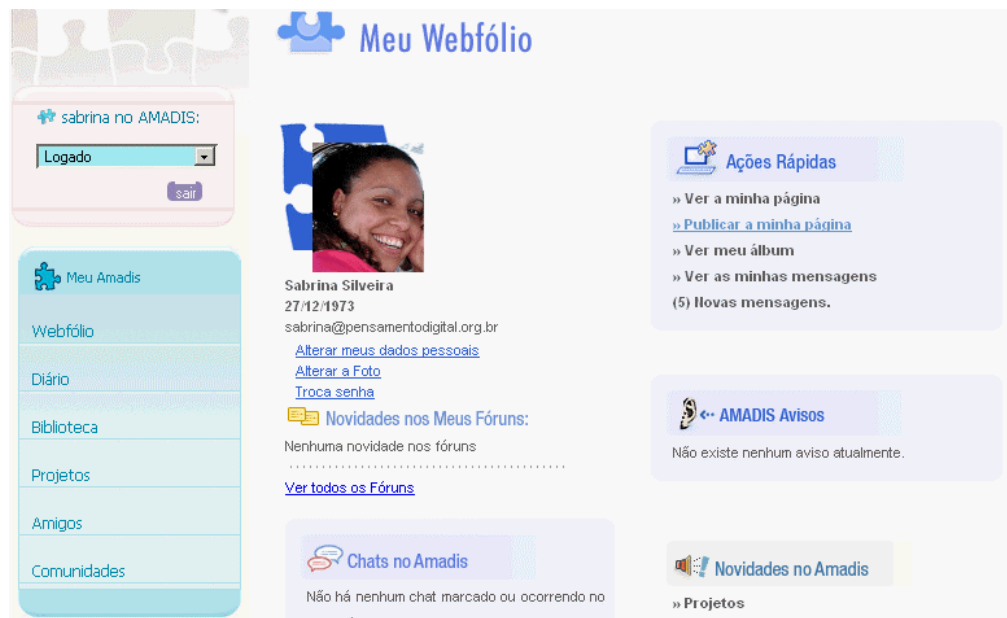 Meu Webfólio
sabrina no AMADIS:
Logado
sair
Meu Amadis
Webfólio
Diário
Biblioteca
Projetos
Amigos
Comunidades
Sabrina Silveira
27/12/1973
sabrina@pensamentodigital.org.br
Alterar meus dados pessoais
Alterar a Foto
Troca senha
Novidades nos Meus Fóruns:
Nenhuma novidade nos fóruns
Ver todos os Fóruns
Chats no Amadis
Não há nenhum chat marcado ou ocorrendo no
Ações Rápidas
» Ver a minha página
» Publicar a minha página
» Ver meu álbum
» Ver as minhas mensagens
(5) Novas mensagens.
AMADIS Avisos
Não existe nenhum aviso atualmente.
Novidades no Amadis
» Projetos